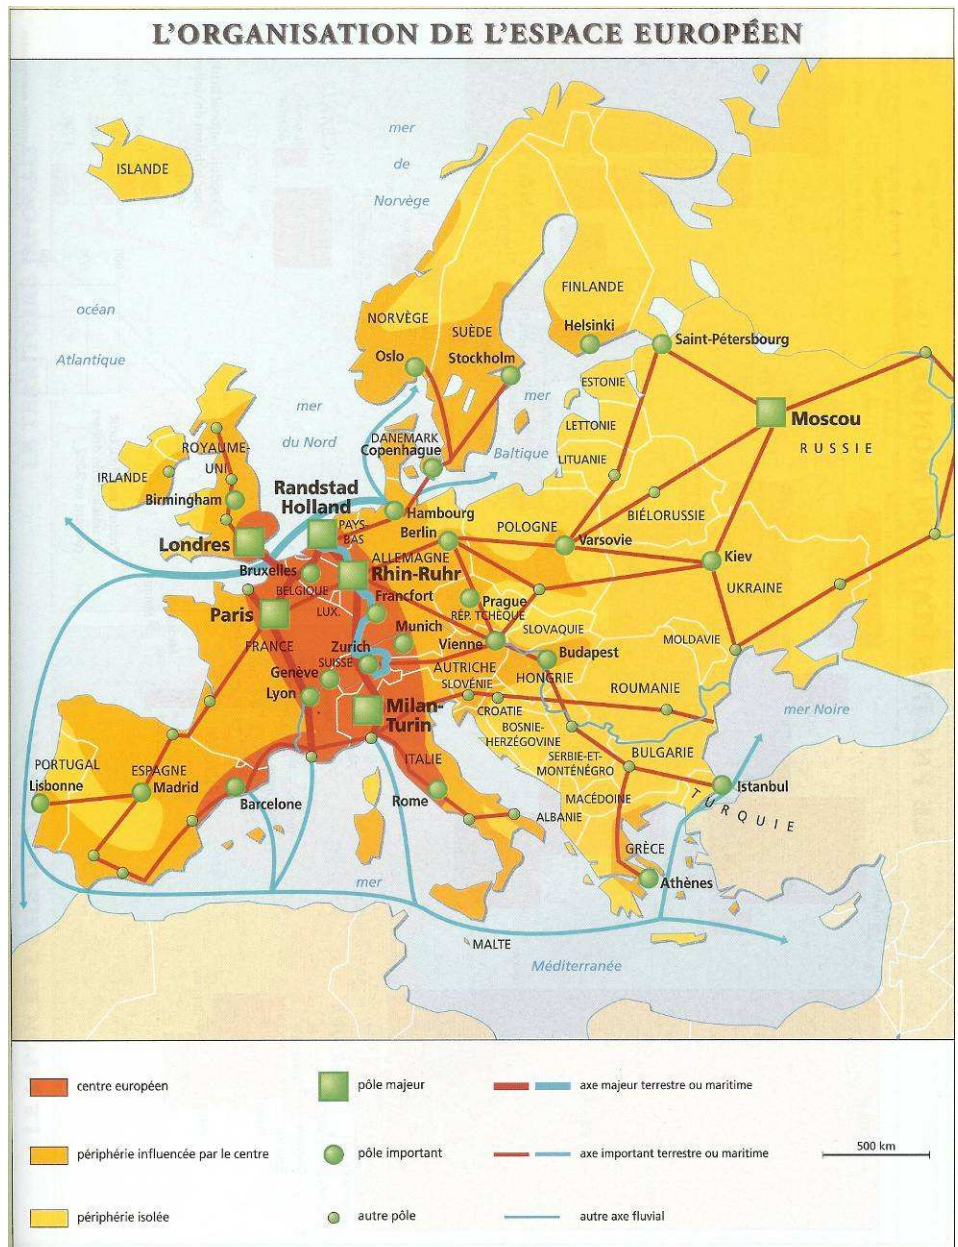 L'ORGANISATION DE L'ESPACE EUROPÉEN
mer
de
Norvège
ISLANDE
océan
Atlantique
FINLANDE
NORVÈGE
SUÈDE
Helsinki
Saint-Pétersbourg
Oslo
Stockholm
ESTONIE
mer
du Nord
mer
Baltique
LETTONIE
Moscou
RUSSIE
DANEMARK
Copenhague
LITUANIE
ROYAUME-
UNI
IRLANDE
Birmingham
Randstad
Holland
PAYS-
BAS
Hambourg
Berlin
POLOGNE
BIÉLORUSSIE
Varsovie
Londres
Bruxelles
BELGIQUE
ALLEMAGNE
Rhin-Ruhr
Kiev
UKRAINE
Paris
LUX.
Francfort
Prague
RÉP. TCHÈQUE
Munich
Vienne
SLOVAQUIE
MOLDAVIE
FRANCE
Zurich
SUISSE
Genève
Lyon
AUTRICHE
SLOVÉNIE
Budapest
HONGRIE
ROUMANIE
Milan-
Turin
CROATIE
BOSNIE-
HERZÉGOVINE
mer Noire
ITALIE
SERBIE-ET-
MONTÉNÉGRO
BULGARIE
PORTUGAL
Lisbonne
ESPAGNE
Madrid
Barcelone
Rome
MACÉDOINE
ALBANIE
Istanbul
TURQUIE
GRÈCE
Athènes
mer
Méditerranée
MALTE
centre européen
pôle majeur
axe majeur terrestre ou maritime
périphérie influencée par le centre
pôle important
axe important terrestre ou maritime
500 km
périphérie isolée
autre pôle
autre axe fluvial